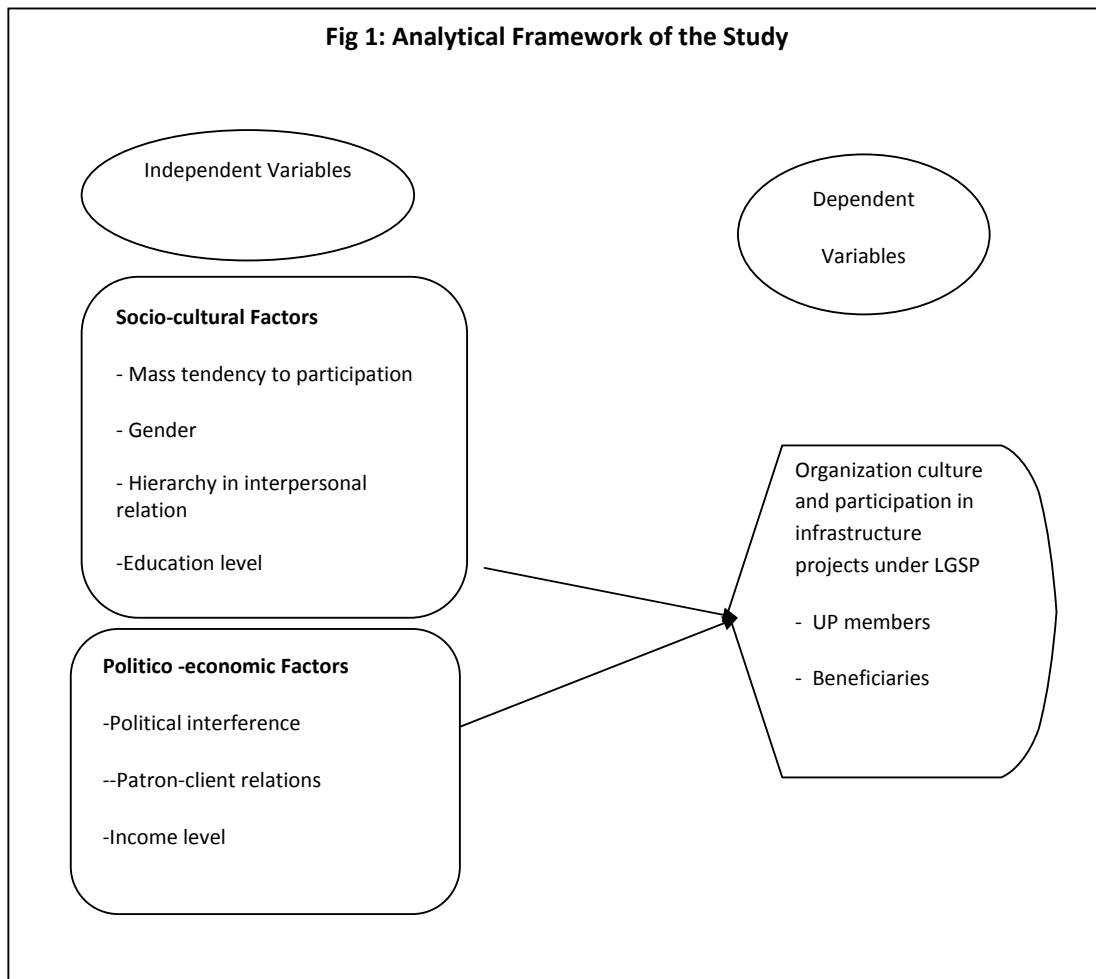 Fig 1: Analytical Framework of the Study
Independent Variables
Socio-cultural Factors
- Mass tendency to participation
- Gender
- Hierarchy in interpersonal
relation
-Education level
Politico -economic Factors
-Political interference
--Patron-client relations
-Income level
Dependent
Variables
Organization culture
and participation in
infrastructure
projects under LGSP
- UP members
- Beneficiaries